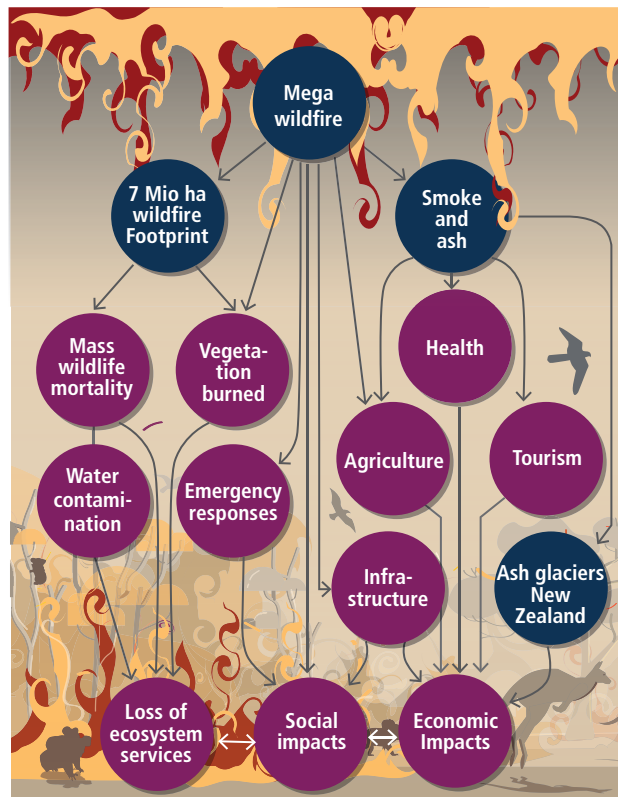 Mega
wildfire
7 Mio ha
wildfire
Footprint
Smoke
and
ash
Mass
wildlife
mortality
Vegeta-
tion
burned
Health
Agriculture
Tourism
Water
contami-
nation
Emergency
responses
Infra-
structure
Ash glaciers
New
Zealand
Loss of
ecosystem
services
Social
impacts
Economic
Impacts